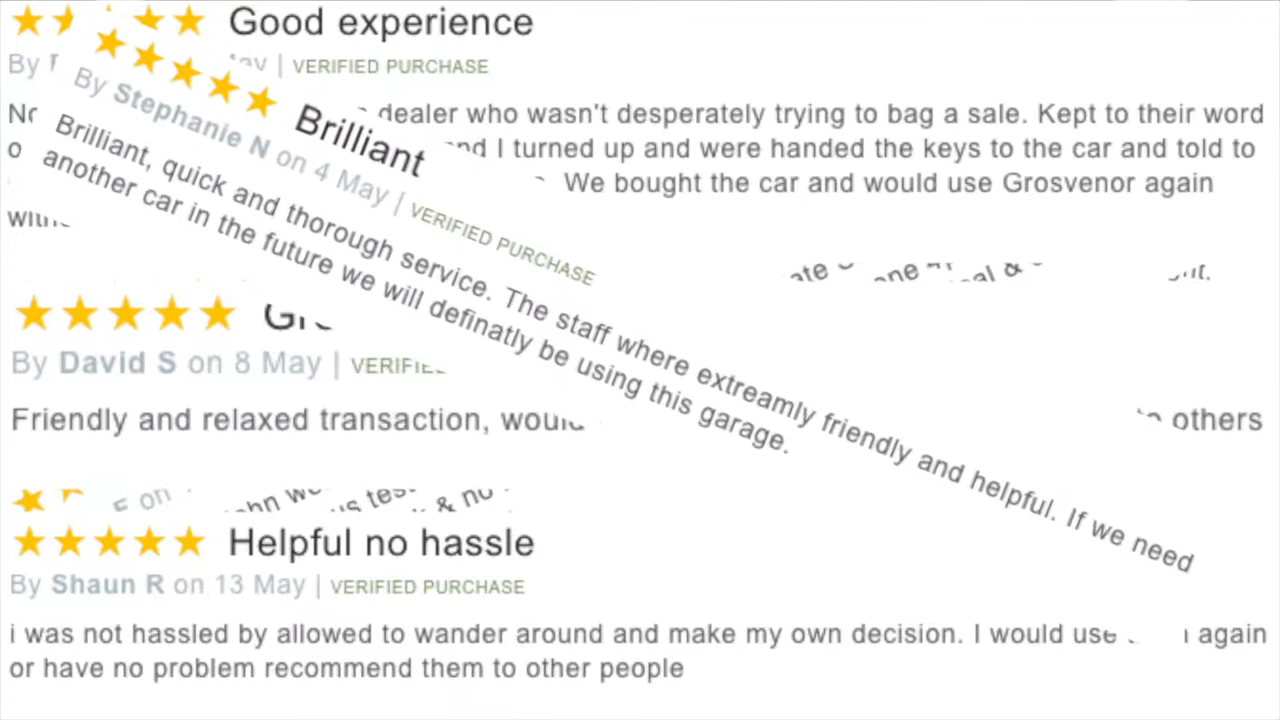 Good experience
By
VERIFIED PURCHASE
dealer who wasn't desperately trying to bag a sale. Kept to their word
I turned up and were handed the keys to the car and told to
We bought the car and would use Grosvenor again
Brilliant
By Stephanie N on 4 May | VERIFIED PURCHASE
Brilliant, quick and thorough service. The staff where extreamly friendly and helpful. If we need
another car in the future we will definatly be using this garage.
By David S on 8 May |
Friendly and relaxed transaction,
others
on
Helpful no hassle
By Shaun R on 13 May | VERIFIED PURCHASE
i was not hassled by allowed to wander around and make my own decision. I would use again
or have no problem recommend them to other people